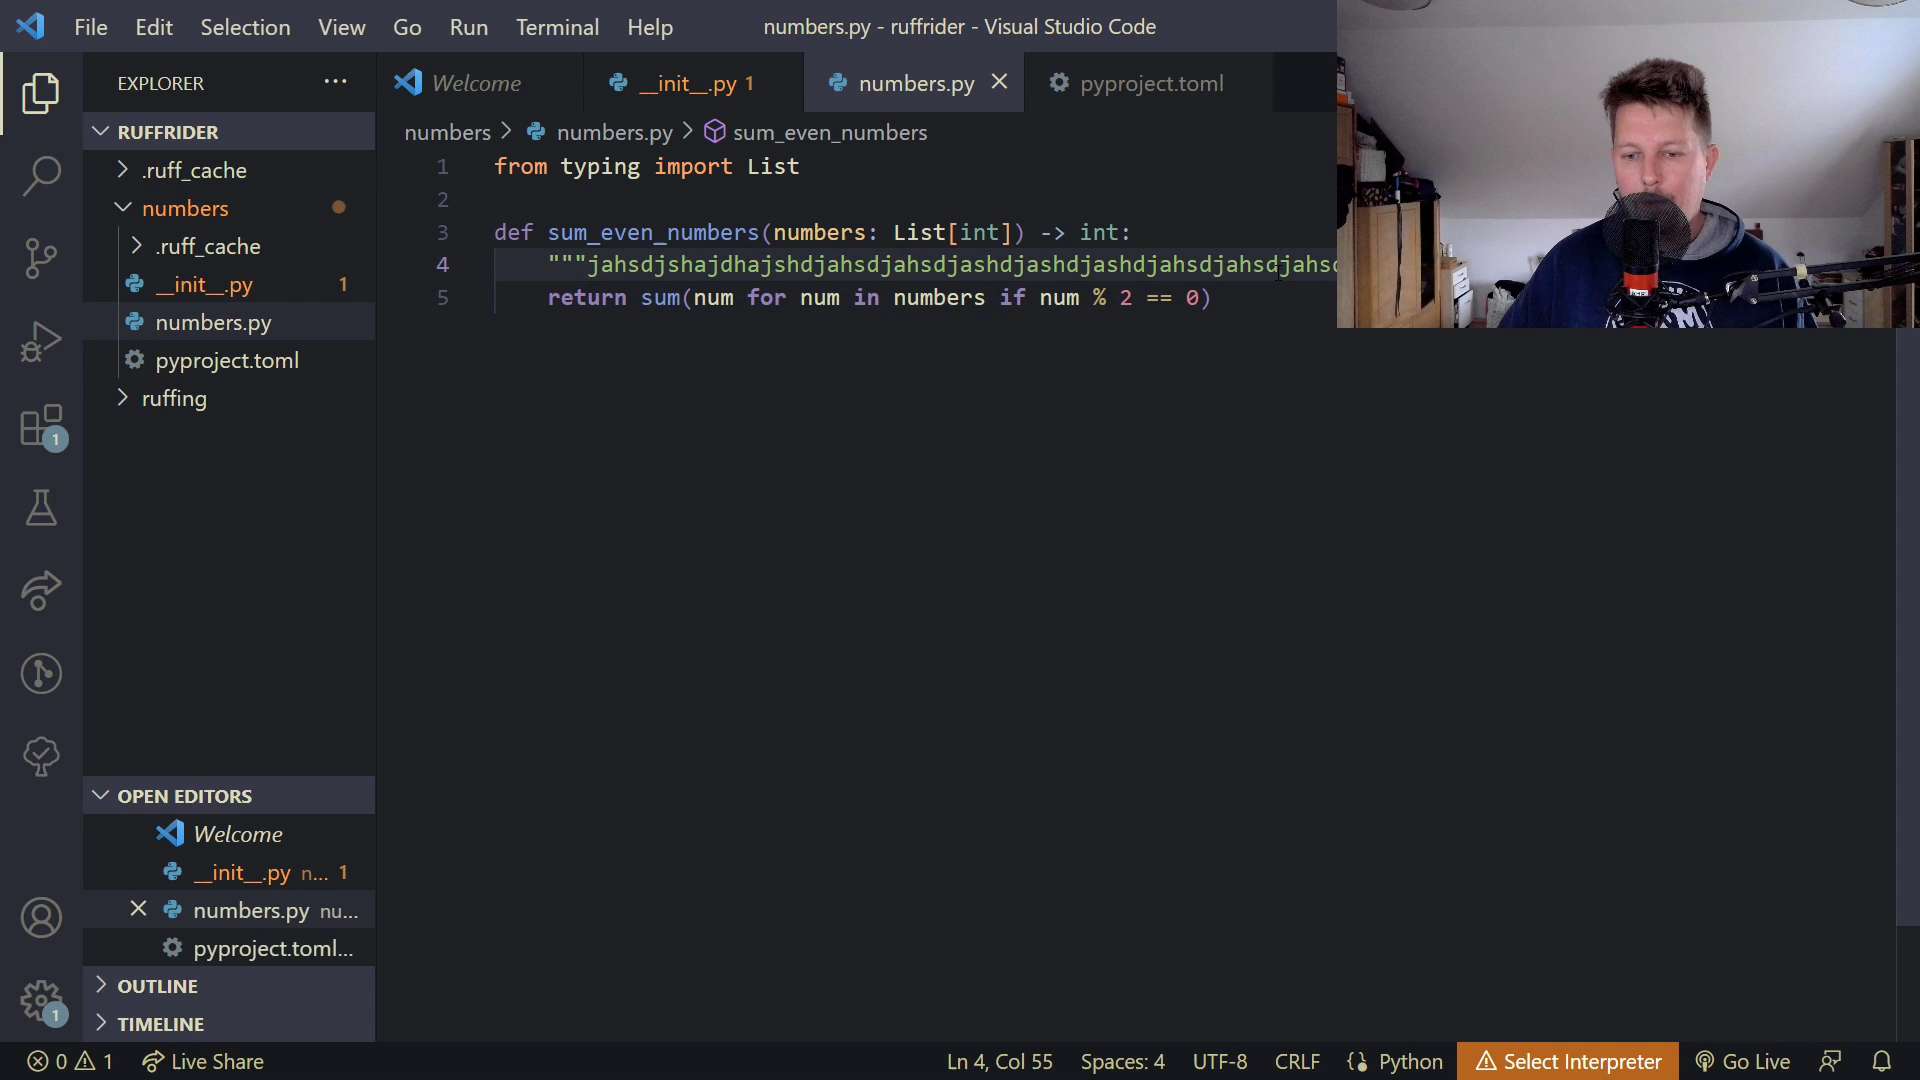 File Edit Selection View Go Run Terminal Help
numbers.py - ruffrider - Visual Studio Code
EXPLORER ...
RUFFRIDER
.ruff_cache
numbers
.ruff_cache
__init__.py 1
numbers.py
pyproject.toml
ruffing
Welcome
__init__.py 1
numbers.py
pyproject.toml
numbers > numbers.py > sum_even_numbers
1 from typing import List
2
3 def sum_even_numbers(numbers: List[int]) -> int:
4 """jahsdjshajdhajshdjahsdjahsdjashdjashdjashdjahsdjahsdjahsd
5 return sum(num for num in numbers if num % 2 == 0)
1
OPEN EDITORS
Welcome
__init__.py n... 1
numbers.py nu...
pyproject.toml...
OUTLINE
TIMELINE
1
0 1 Live Share
Ln 4, Col 55 Spaces: 4 UTF-8 CRLF Python Select Interpreter Go Live